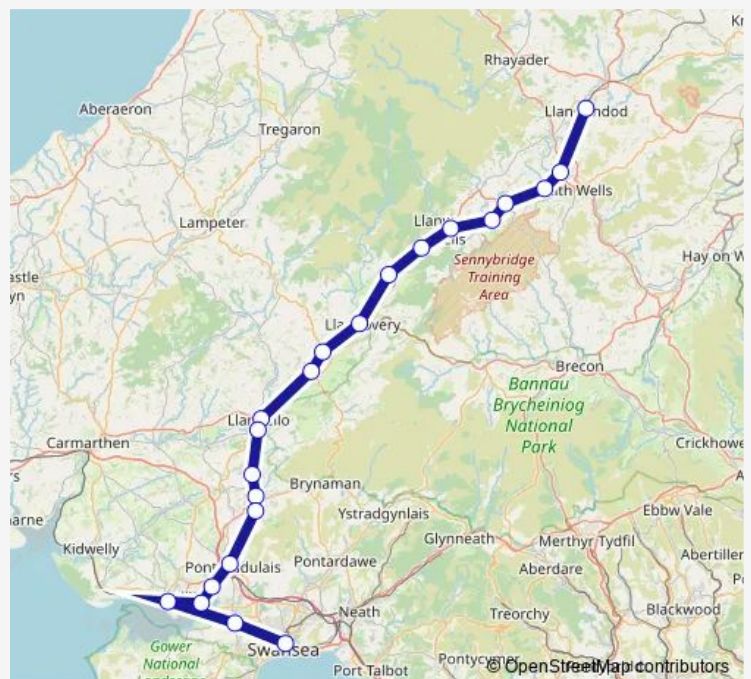 Rhayader
Aberaeron
Tregaron
Lampeter
Sennybridge
Training
Area
Hay on W
Brecon
Bannau
Brycheiniog
National
Park
Carmarthen
Crickhowe
Brynaman
Ystradgynlais
Ebbw Vale
Kidwelly
Glynneath
Merthyr Tydfil
Abertiller
Pontardawe
Aberdare
Neath
Treorchy
Blackwood
Swansea
Gower
National
Port Talbot
Pontycymer
© OpenStreetMap contributors